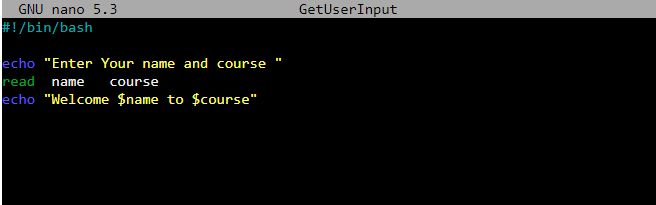 GNU nano 5.3 GetUserInput
#!/bin/bash
echo "Enter Your name and course "
read  name   course
echo "Welcome $name to $course"